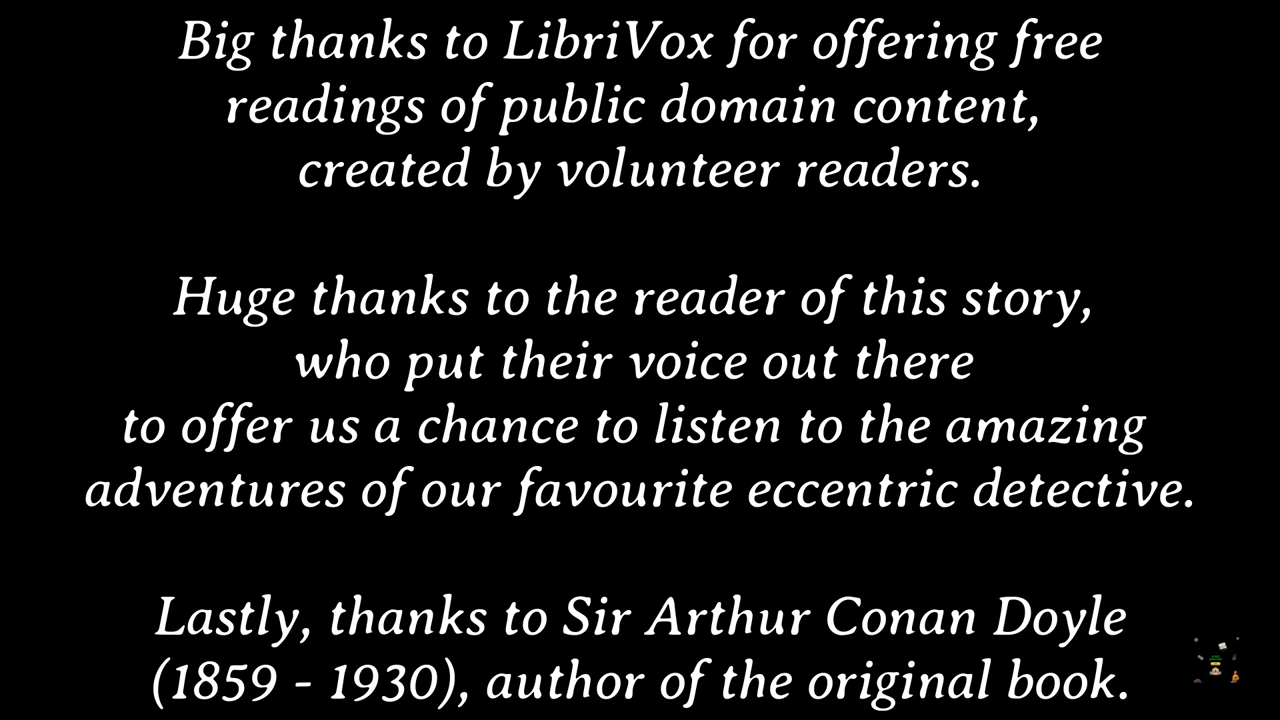 Big thanks to LibriVox for offering free
readings of public domain content,
created by volunteer readers.
Huge thanks to the reader of this story,
who put their voice out there
to offer us a chance to listen to the amazing
adventures of our favourite eccentric detective.
Lastly, thanks to Sir Arthur Conan Doyle
(1859 - 1930), author of the original book.